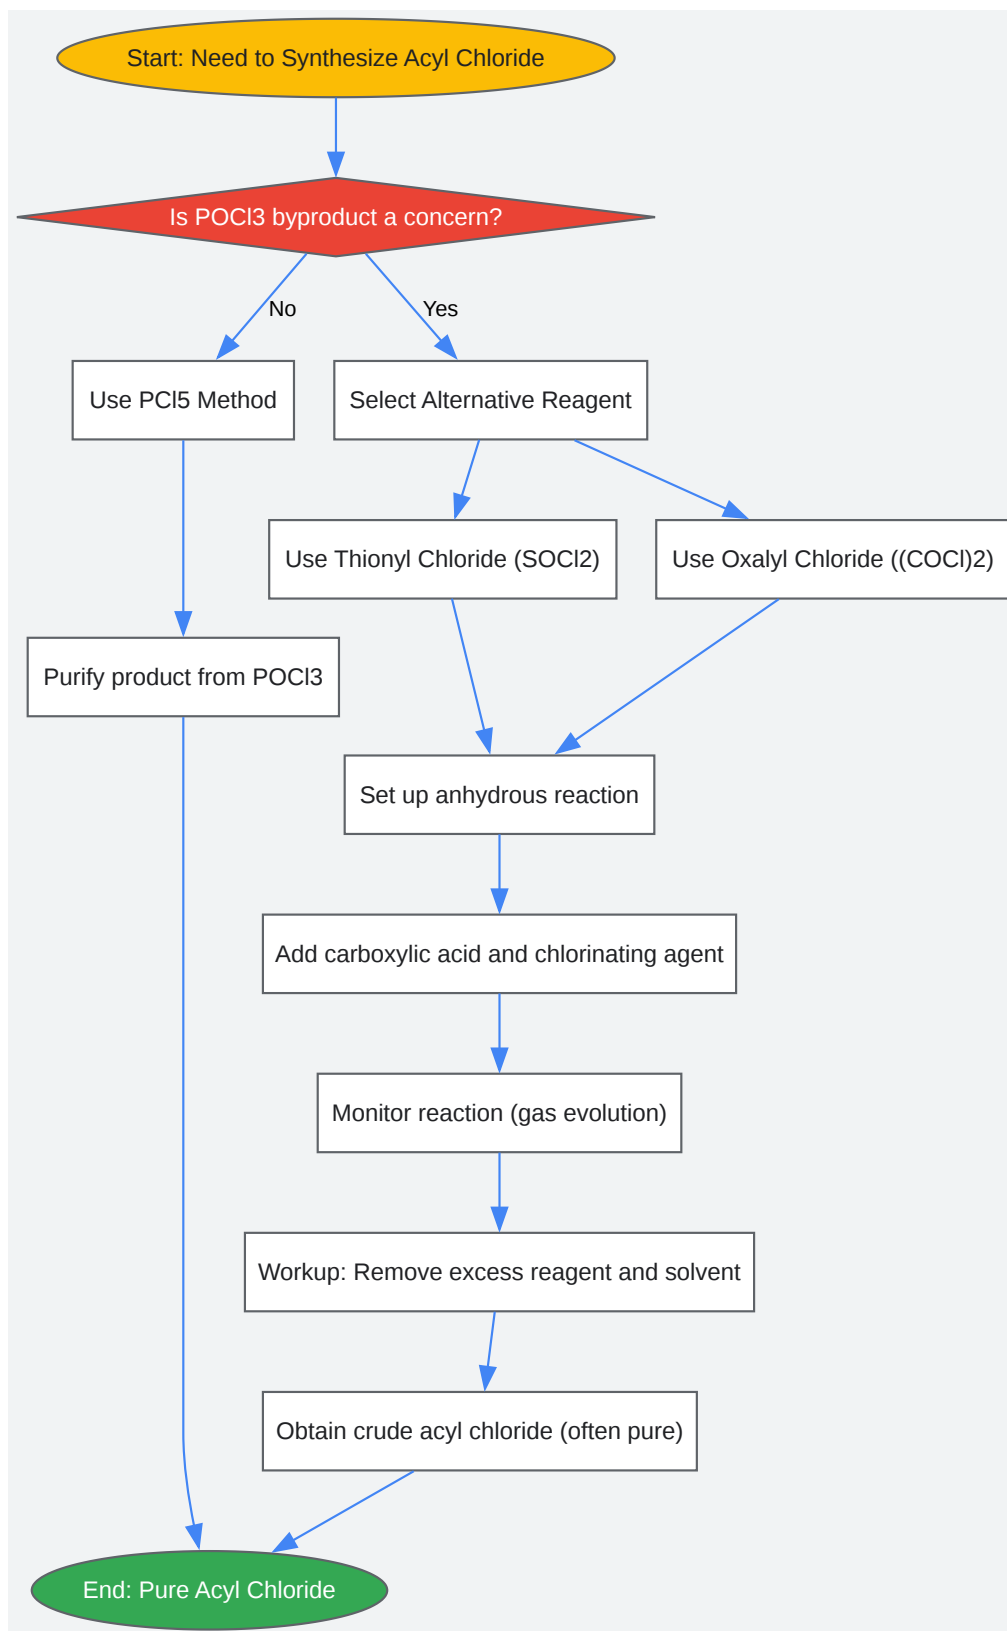 Start: Need to Synthesize Acyl Chloride
Is POCl3 byproduct a concern?
No
Yes
Use PCl5 Method
Select Alternative Reagent
Use Thionyl Chloride (SOCl2)
Use Oxalyl Chloride ((COCl)2)
Purify product from POCl3
Set up anhydrous reaction
Add carboxylic acid and chlorinating agent
Monitor reaction (gas evolution)
Workup: Remove excess reagent and solvent
Obtain crude acyl chloride (often pure)
End: Pure Acyl Chloride